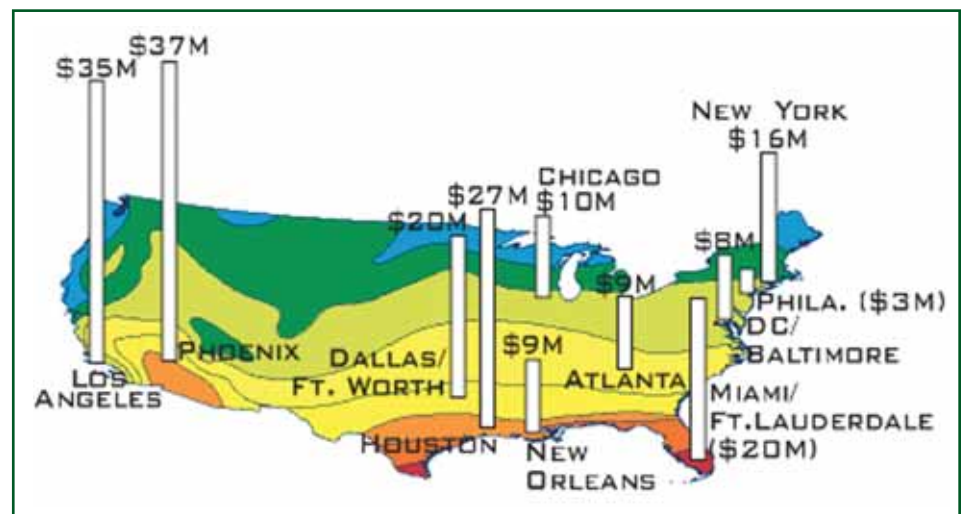 $37M
$35M
NEW YORK
$16M
CHICAGO
$10M
$27M
$20M
$8M
$9M
PHILA. ($3M)
DC/
BALTIMORE
PHOENIX
DALLAS/
FT. WORTH
$9M
ATLANTA
LOS
ANGELES
MIAMI/
FT.LAUDERDALE
($20M)
HOUSTON
NEW
ORLEANS